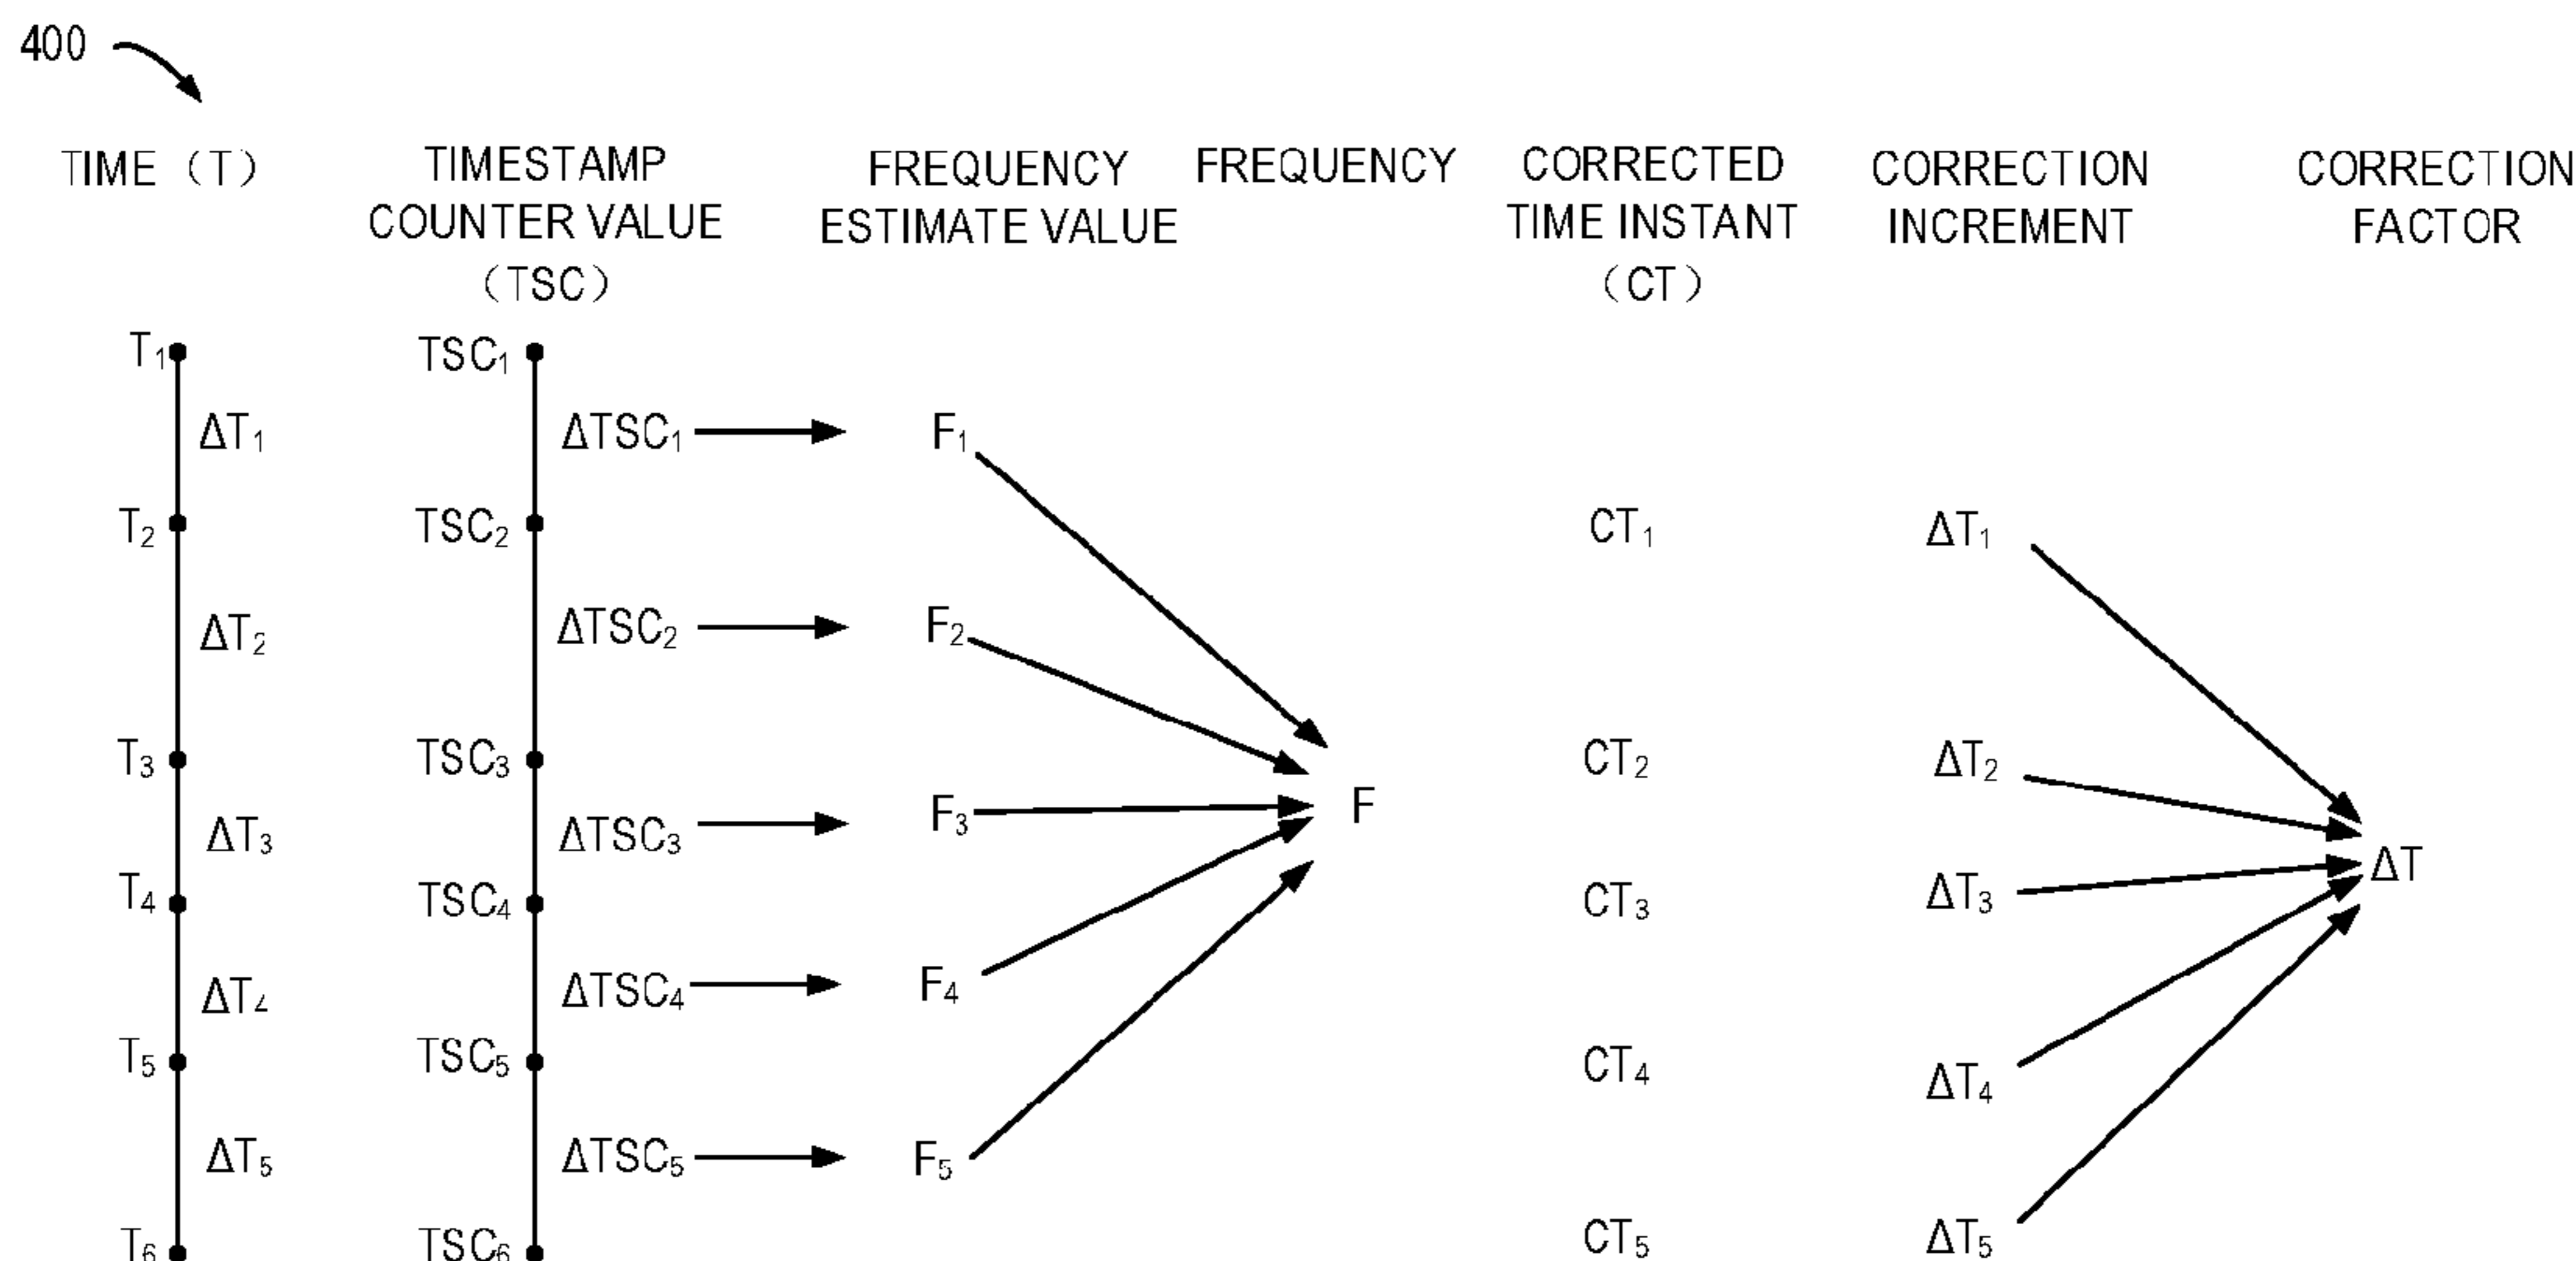 400
TIME (T)
TIMESTAMP
COUNTER VALUE
(TSC)
FREQUENCY
ESTIMATE VALUE
FREQUENCY
CORRECTED
TIME INSTANT
(CT)
CORRECTION
INCREMENT
CORRECTION
FACTOR
T₁ TSC₁
ΔT₁ ΔTSC₁ F₁
T₂ TSC₂ CT₁ ΔT₁
ΔT₂ ΔTSC₂ F₂
T₃ TSC₃ CT₂ ΔT₂
ΔT₃ ΔTSC₃ F₃ F
ΔT
T₄ TSC₄ CT₃ ΔT₃
ΔT₄ ΔTSC₄ F₄
T₅ TSC₅ CT₄ ΔT₄
ΔT₅ ΔTSC₅ F₅
T₆ TSC₆ CT₅ ΔT₅